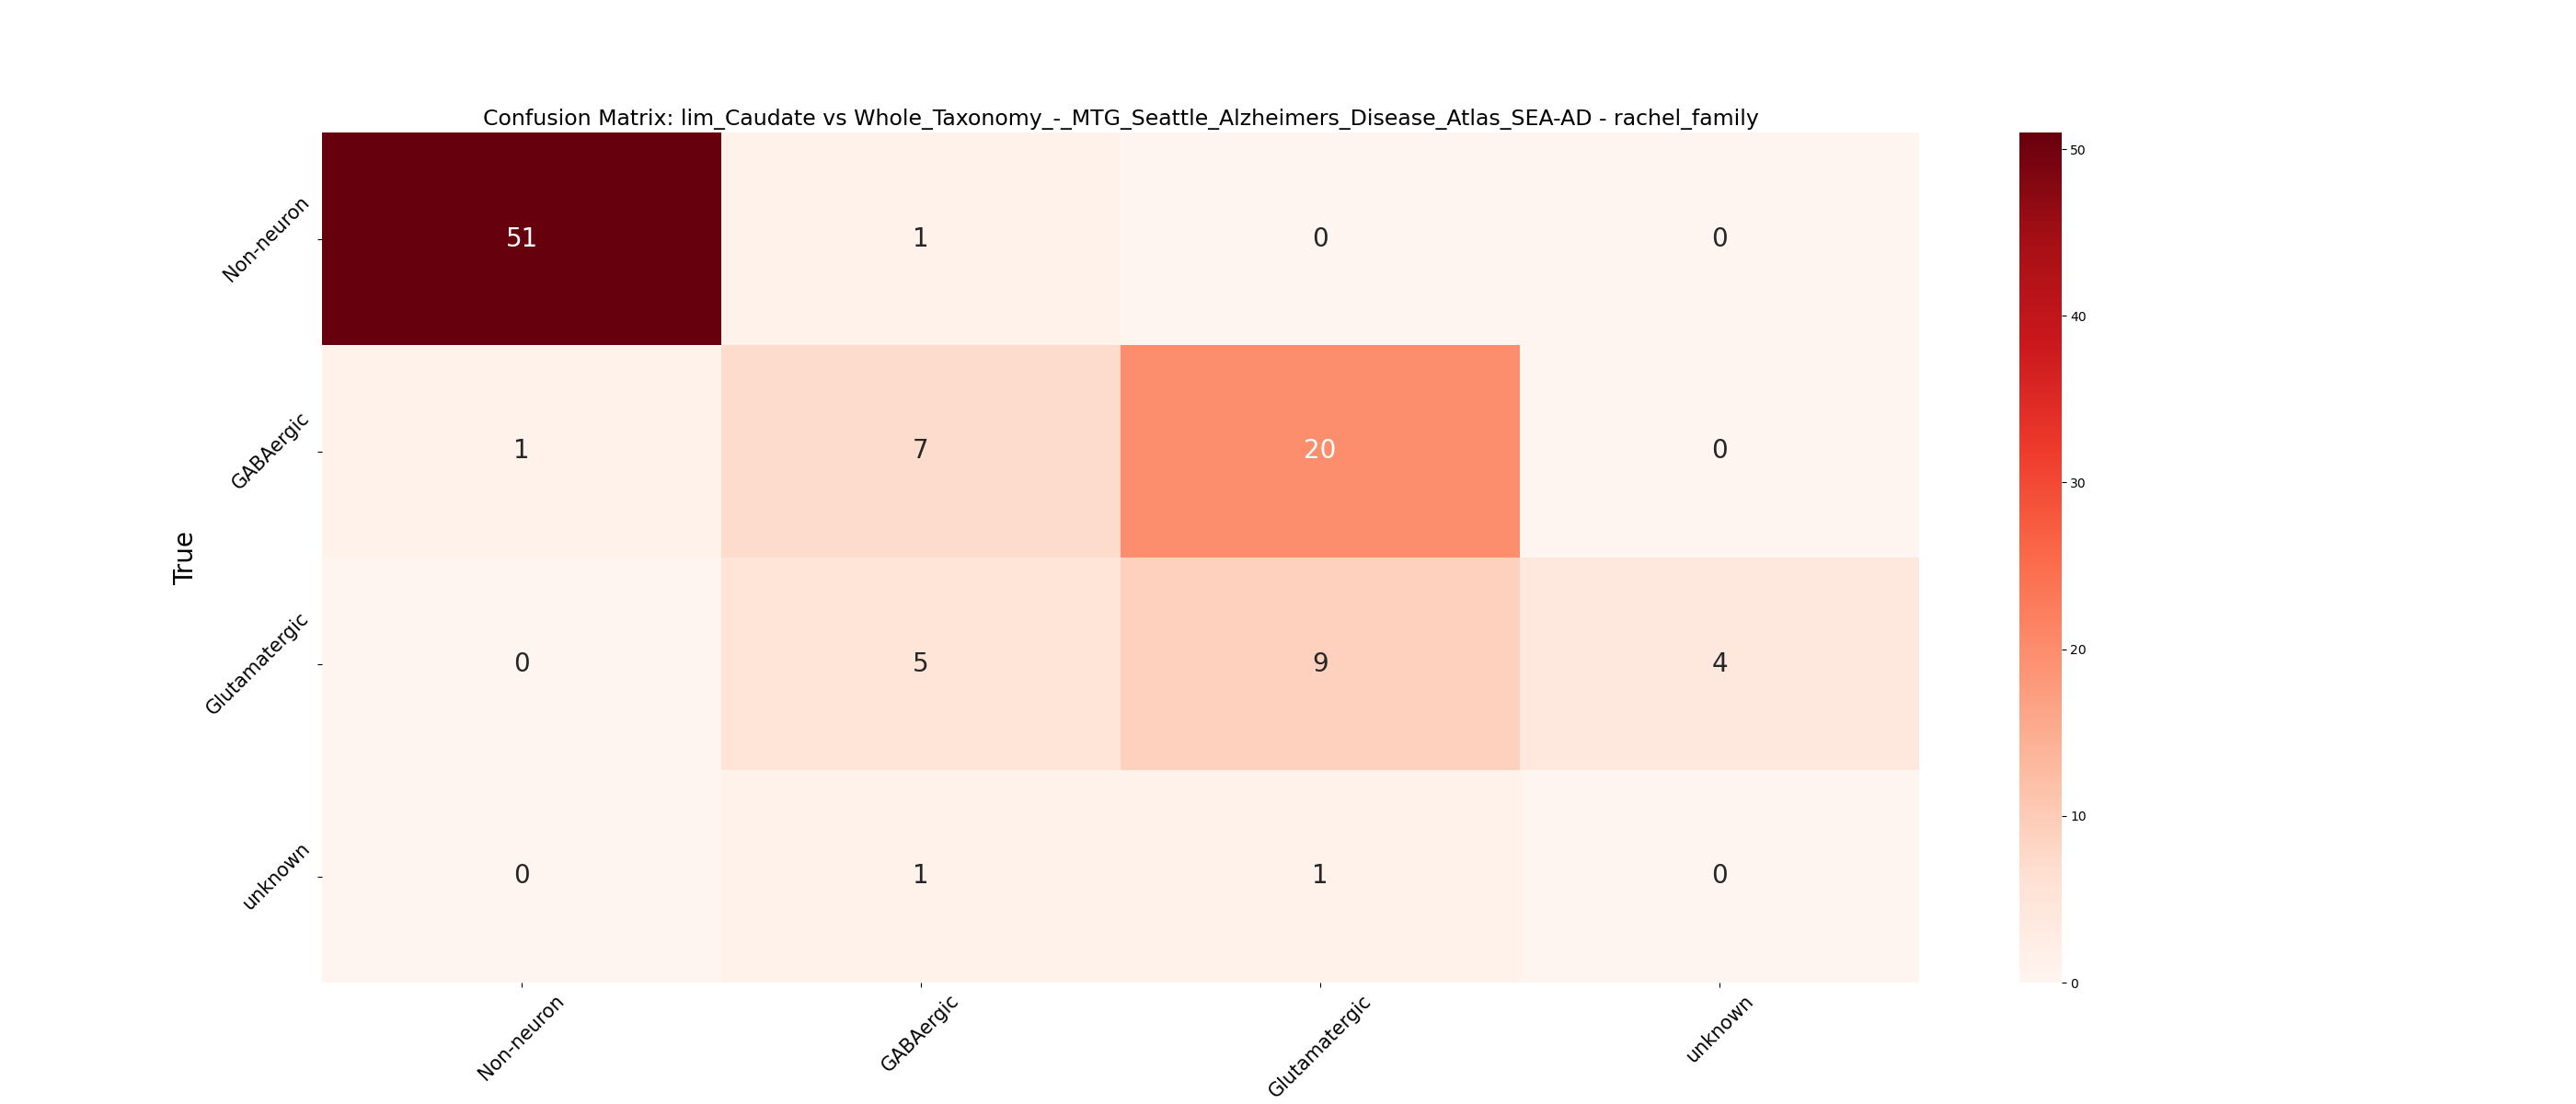 Confusion Matrix: lim_Caudate vs Whole_Taxonomy_-_MTG_Seattle_Alzheimers_Disease_Atlas_SEA-AD - rachel_family
True
Non-neuron
51 1 0 0
GABAergic
1 7 20 0
Glutamatergic
0 5 9 4
unknown
0 1 1 0
Non-neuron GABAergic Glutamatergic unknown
50
40
30
20
10
0